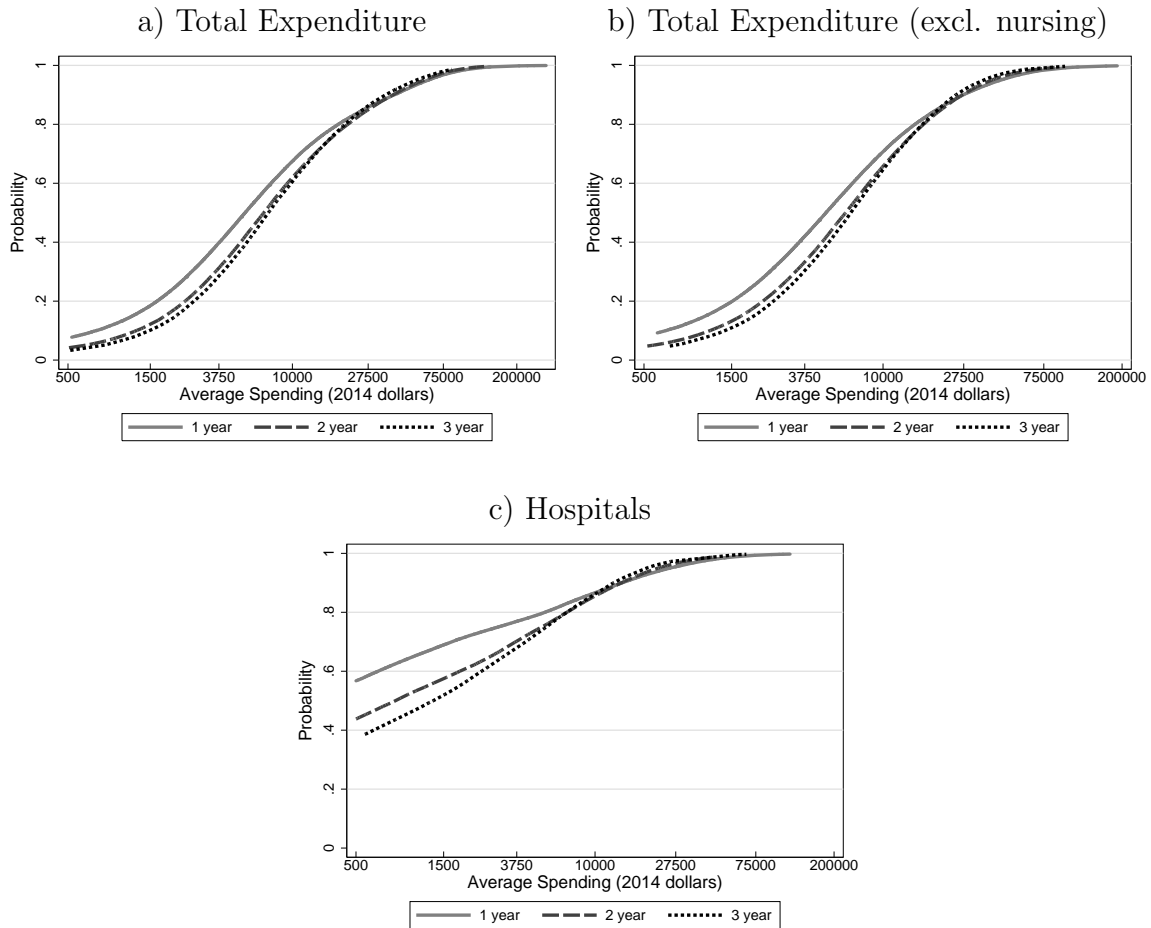 a) Total Expenditure
b) Total Expenditure (excl. nursing)
Probability
0 .2 .4 .6 .8 1
500 1500 3750 10000 27500 75000 200000
Average Spending (2014 dollars)
1 year 2 year 3 year
Probability
0 .2 .4 .6 .8 1
500 1500 3750 10000 27500 75000 200000
Average Spending (2014 dollars)
1 year 2 year 3 year
c) Hospitals
Probability
0 .2 .4 .6 .8 1
500 1500 3750 10000 27500 75000 200000
Average Spending (2014 dollars)
1 year 2 year 3 year